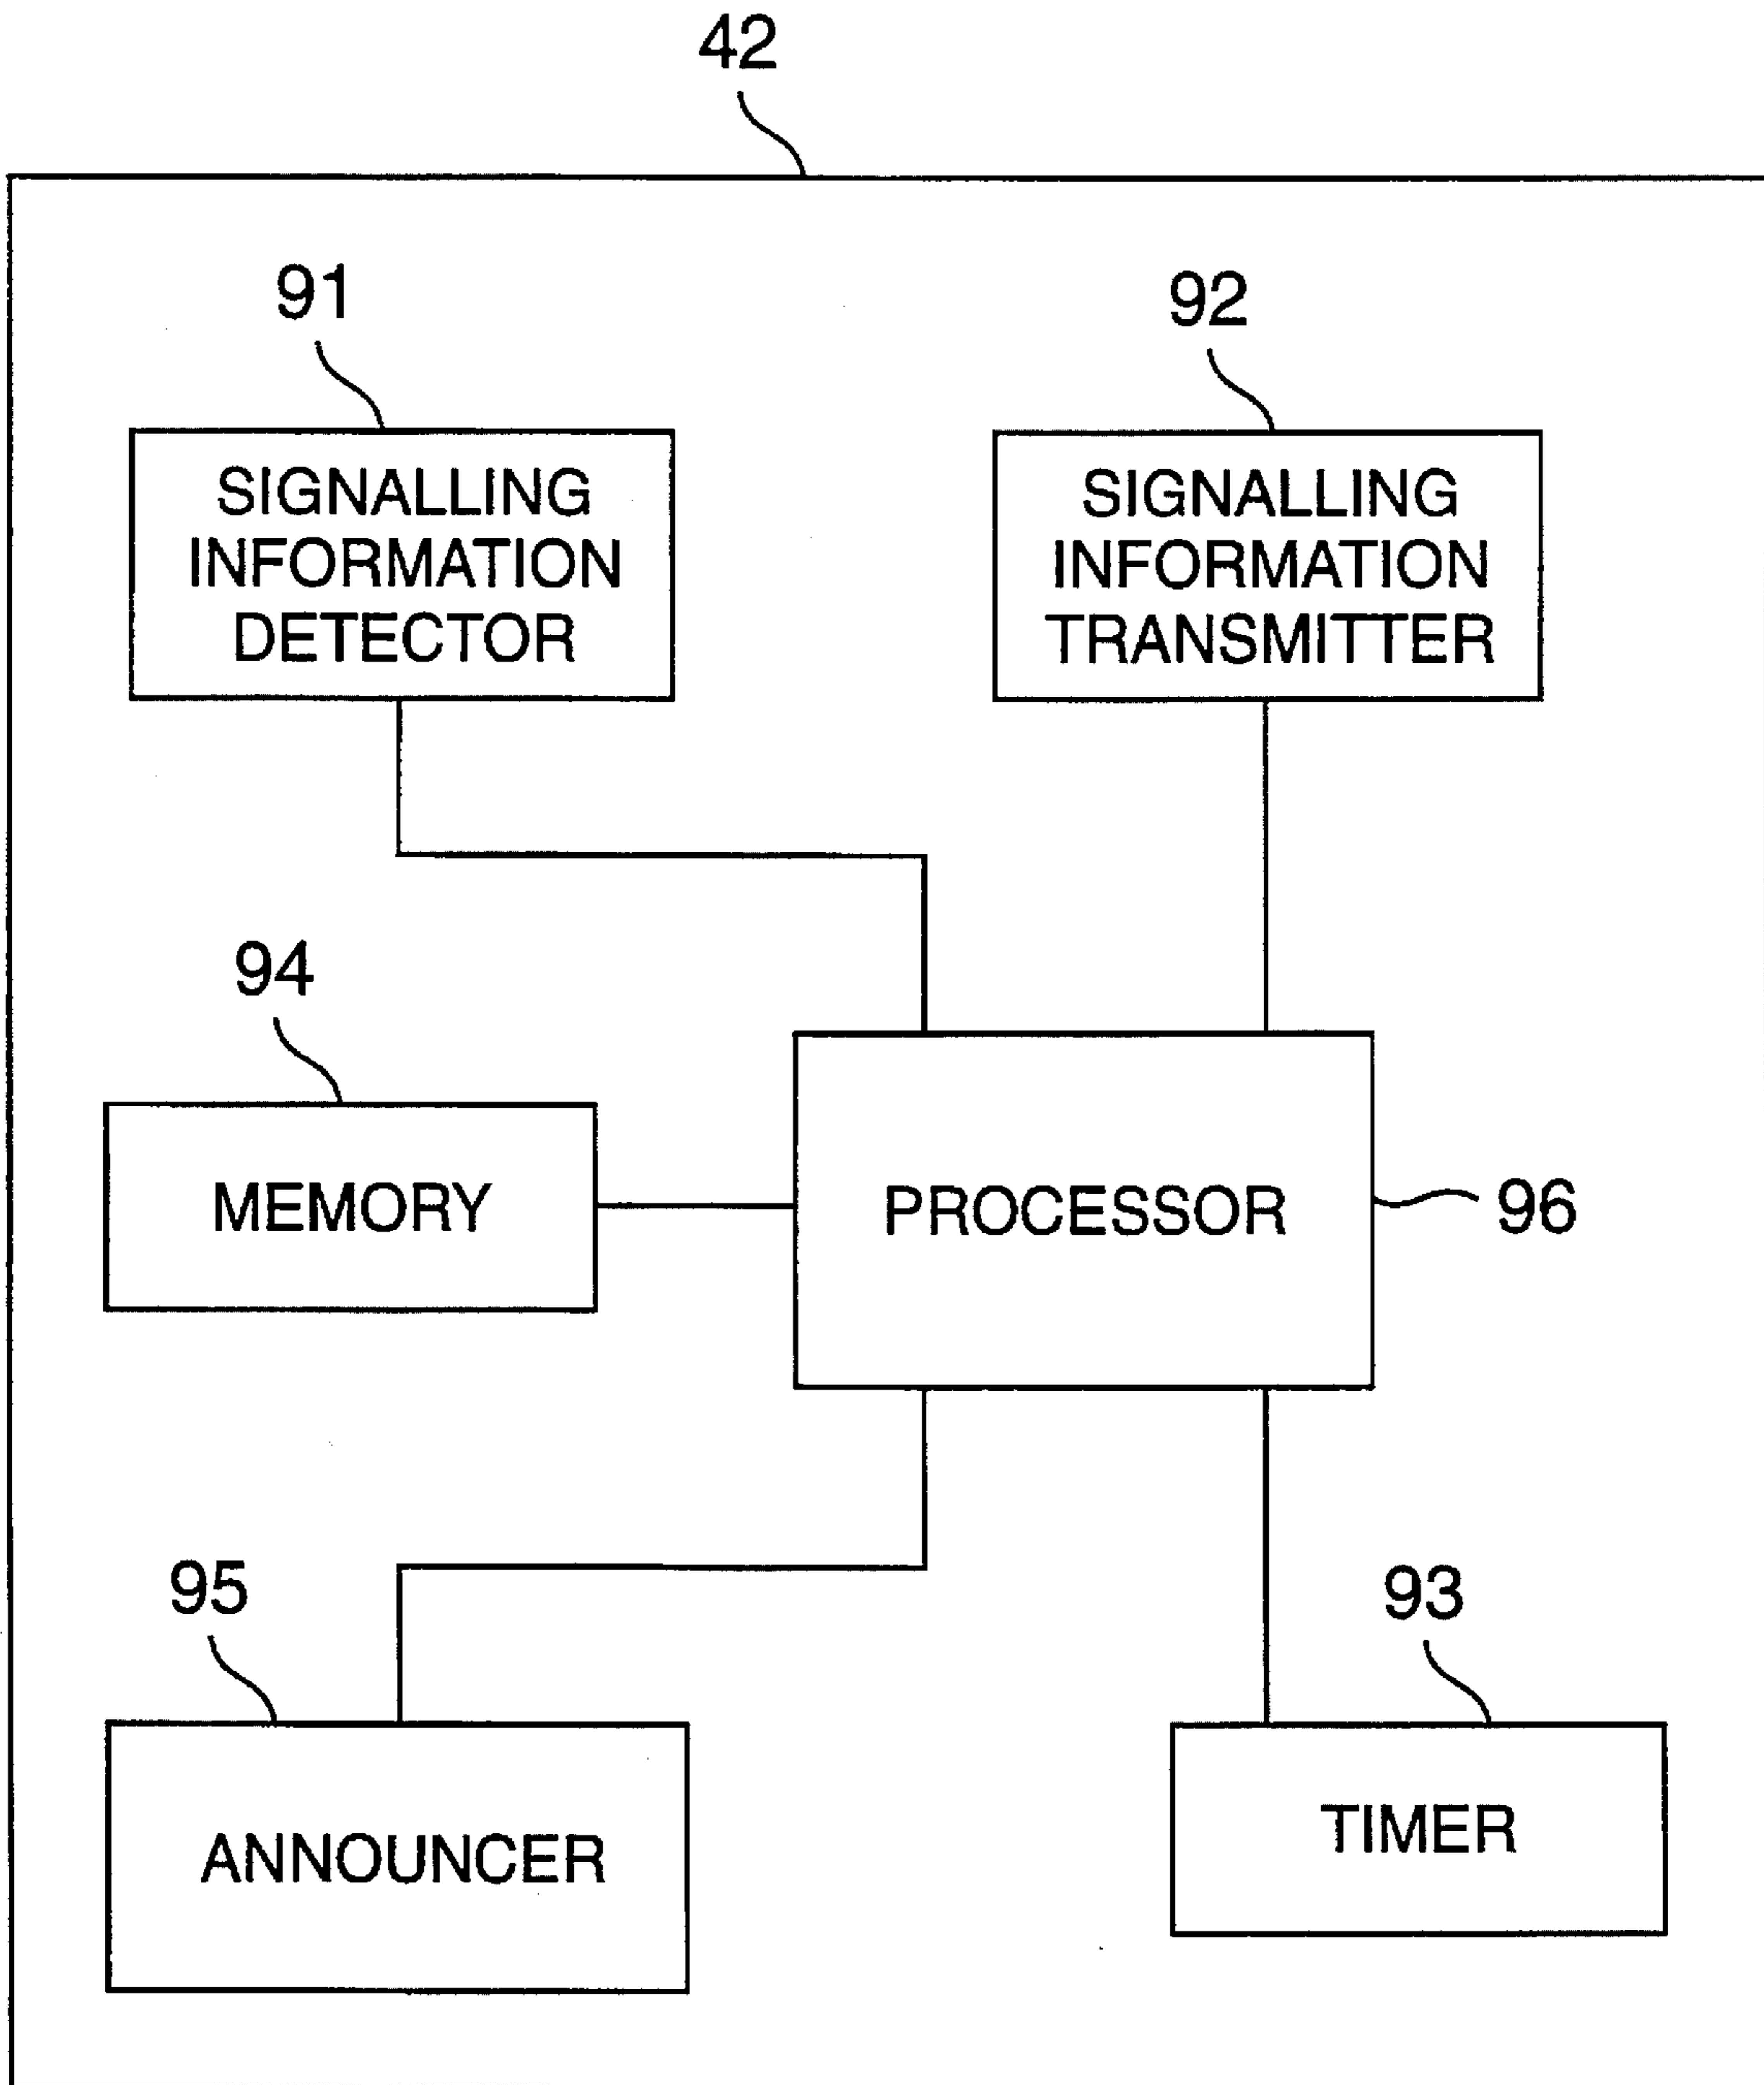 42
91
92
SIGNALLING
INFORMATION
DETECTOR
SIGNALLING
INFORMATION
TRANSMITTER
94
MEMORY
PROCESSOR
96
95
93
ANNOUNCER
TIMER